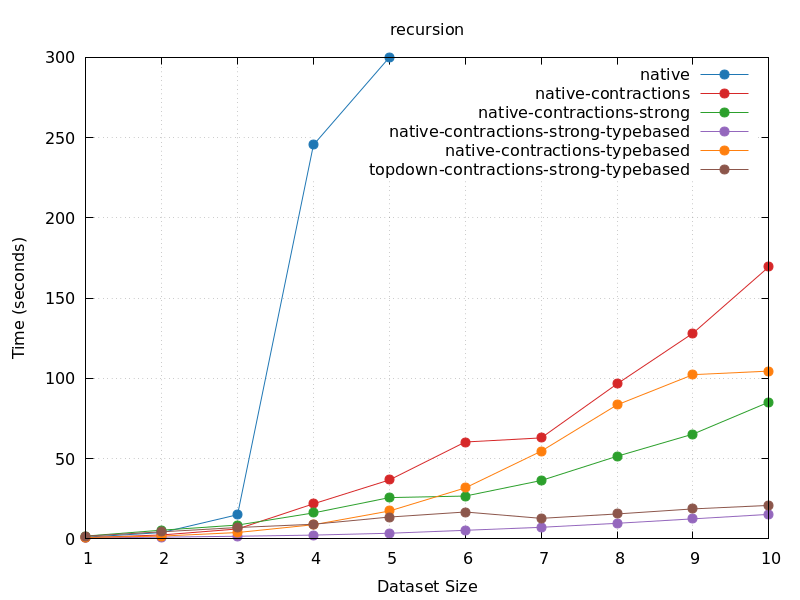 recursion
300
250
200
150
100
50
0
Time (seconds)
native
native-contractions
native-contractions-strong
native-contractions-strong-typebased
native-contractions-typebased
topdown-contractions-strong-typebased
1 2 3 4 5 6 7 8 9 10
Dataset Size